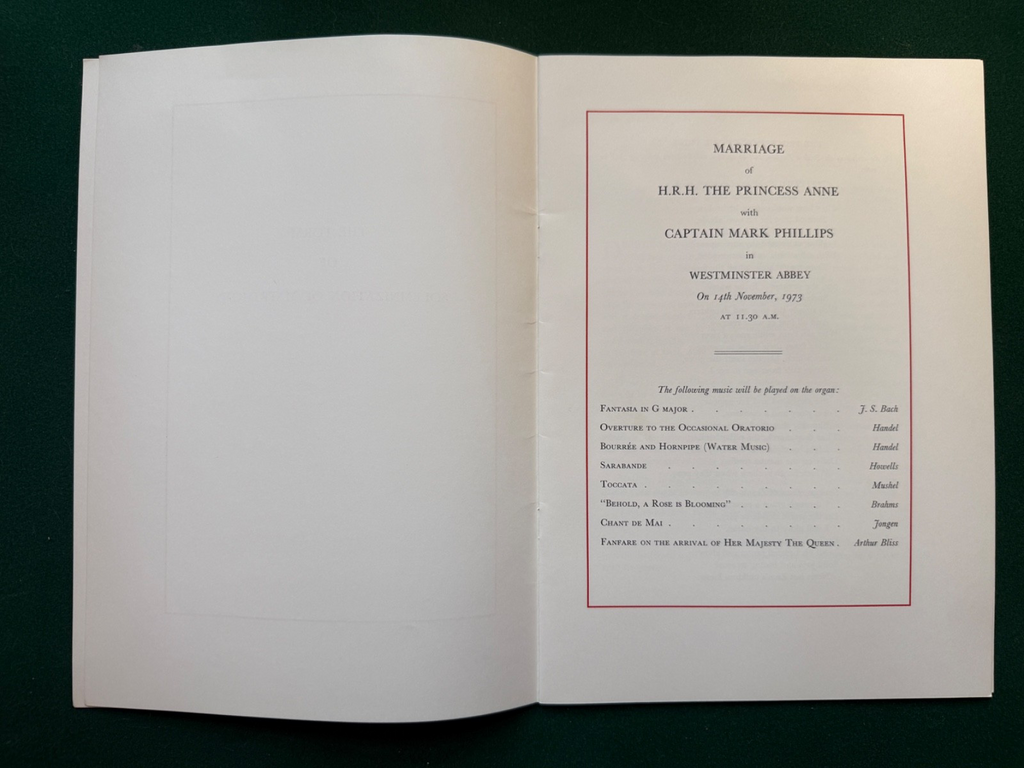 MARRIAGE
of
H.R.H. THE PRINCESS ANNE
with
CAPTAIN MARK PHILLIPS
in
WESTMINSTER ABBEY
On 14th November, 1973
AT 11.30 A.M.
The following music will be played on the organ:
FANTASIA IN G MAJOR . . . . . . . J. S. Bach
OVERTURE TO THE OCCASIONAL ORATORIO . . . Handel
BOURRÉE AND HORNPIPE (WATER MUSIC) . . . Handel
SARABANDE . . . . . . . Howells
TOCCATA . . . . . . . . Mushel
"BEHOLD, A ROSE IS BLOOMING" . . . . . Brahms
CHANT DE MAI . . . . . . . . Jongen
FANFARE ON THE ARRIVAL OF HER MAJESTY THE QUEEN . Arthur Bliss